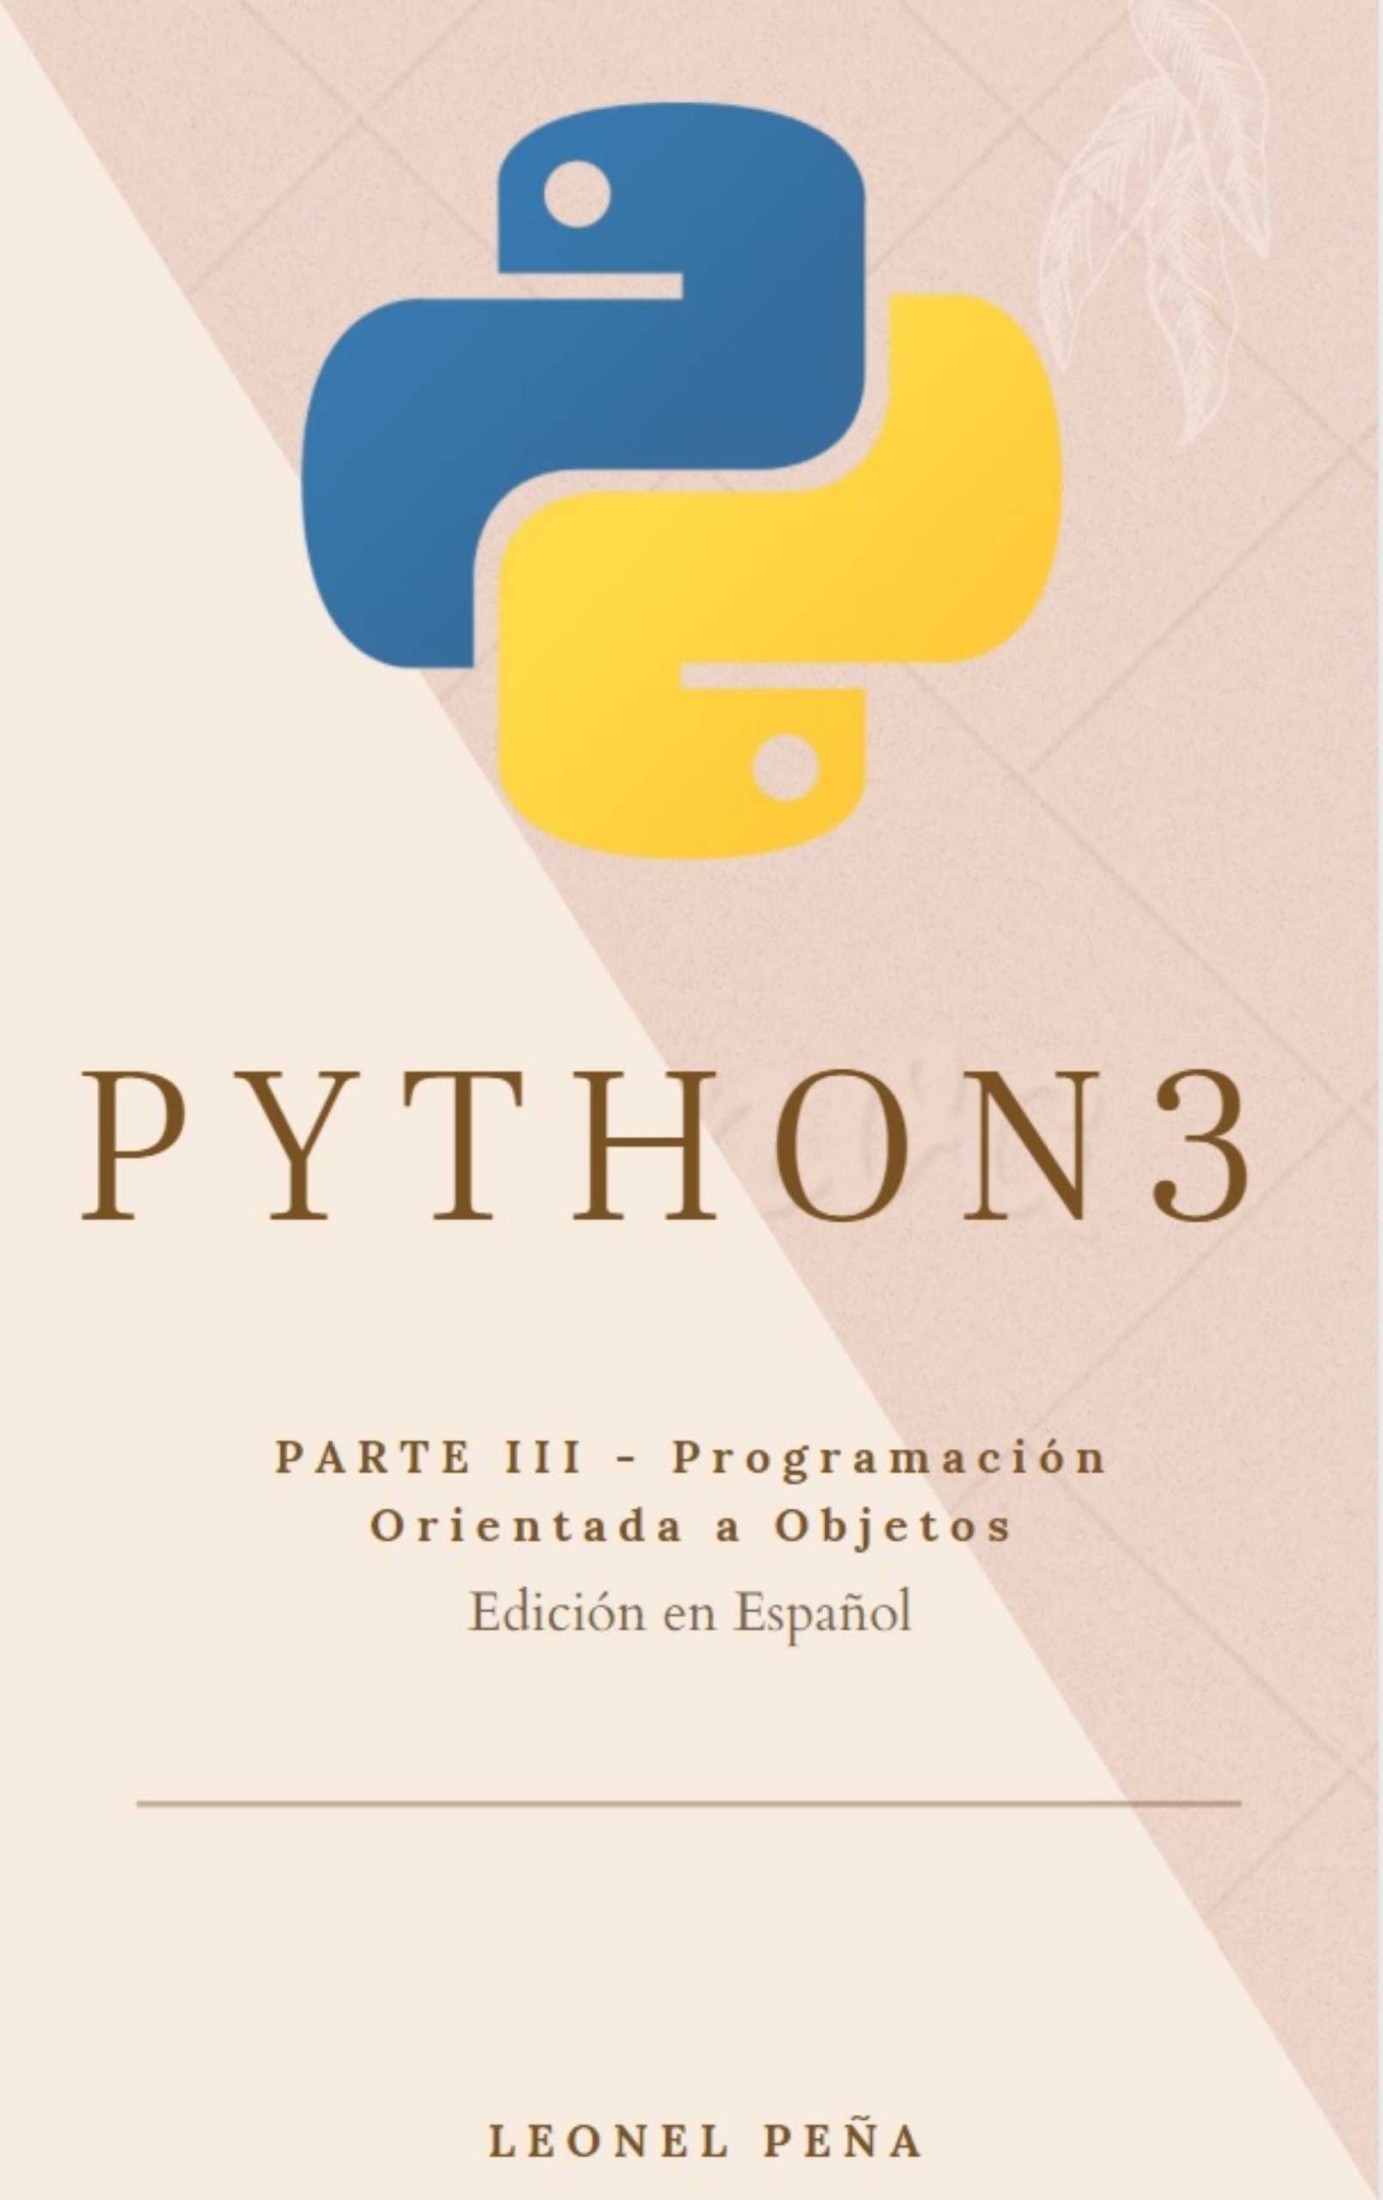 PYTHON3
PARTE III - Programación
Orientada a Objetos
Edición en Español
LEONEL PEÑA